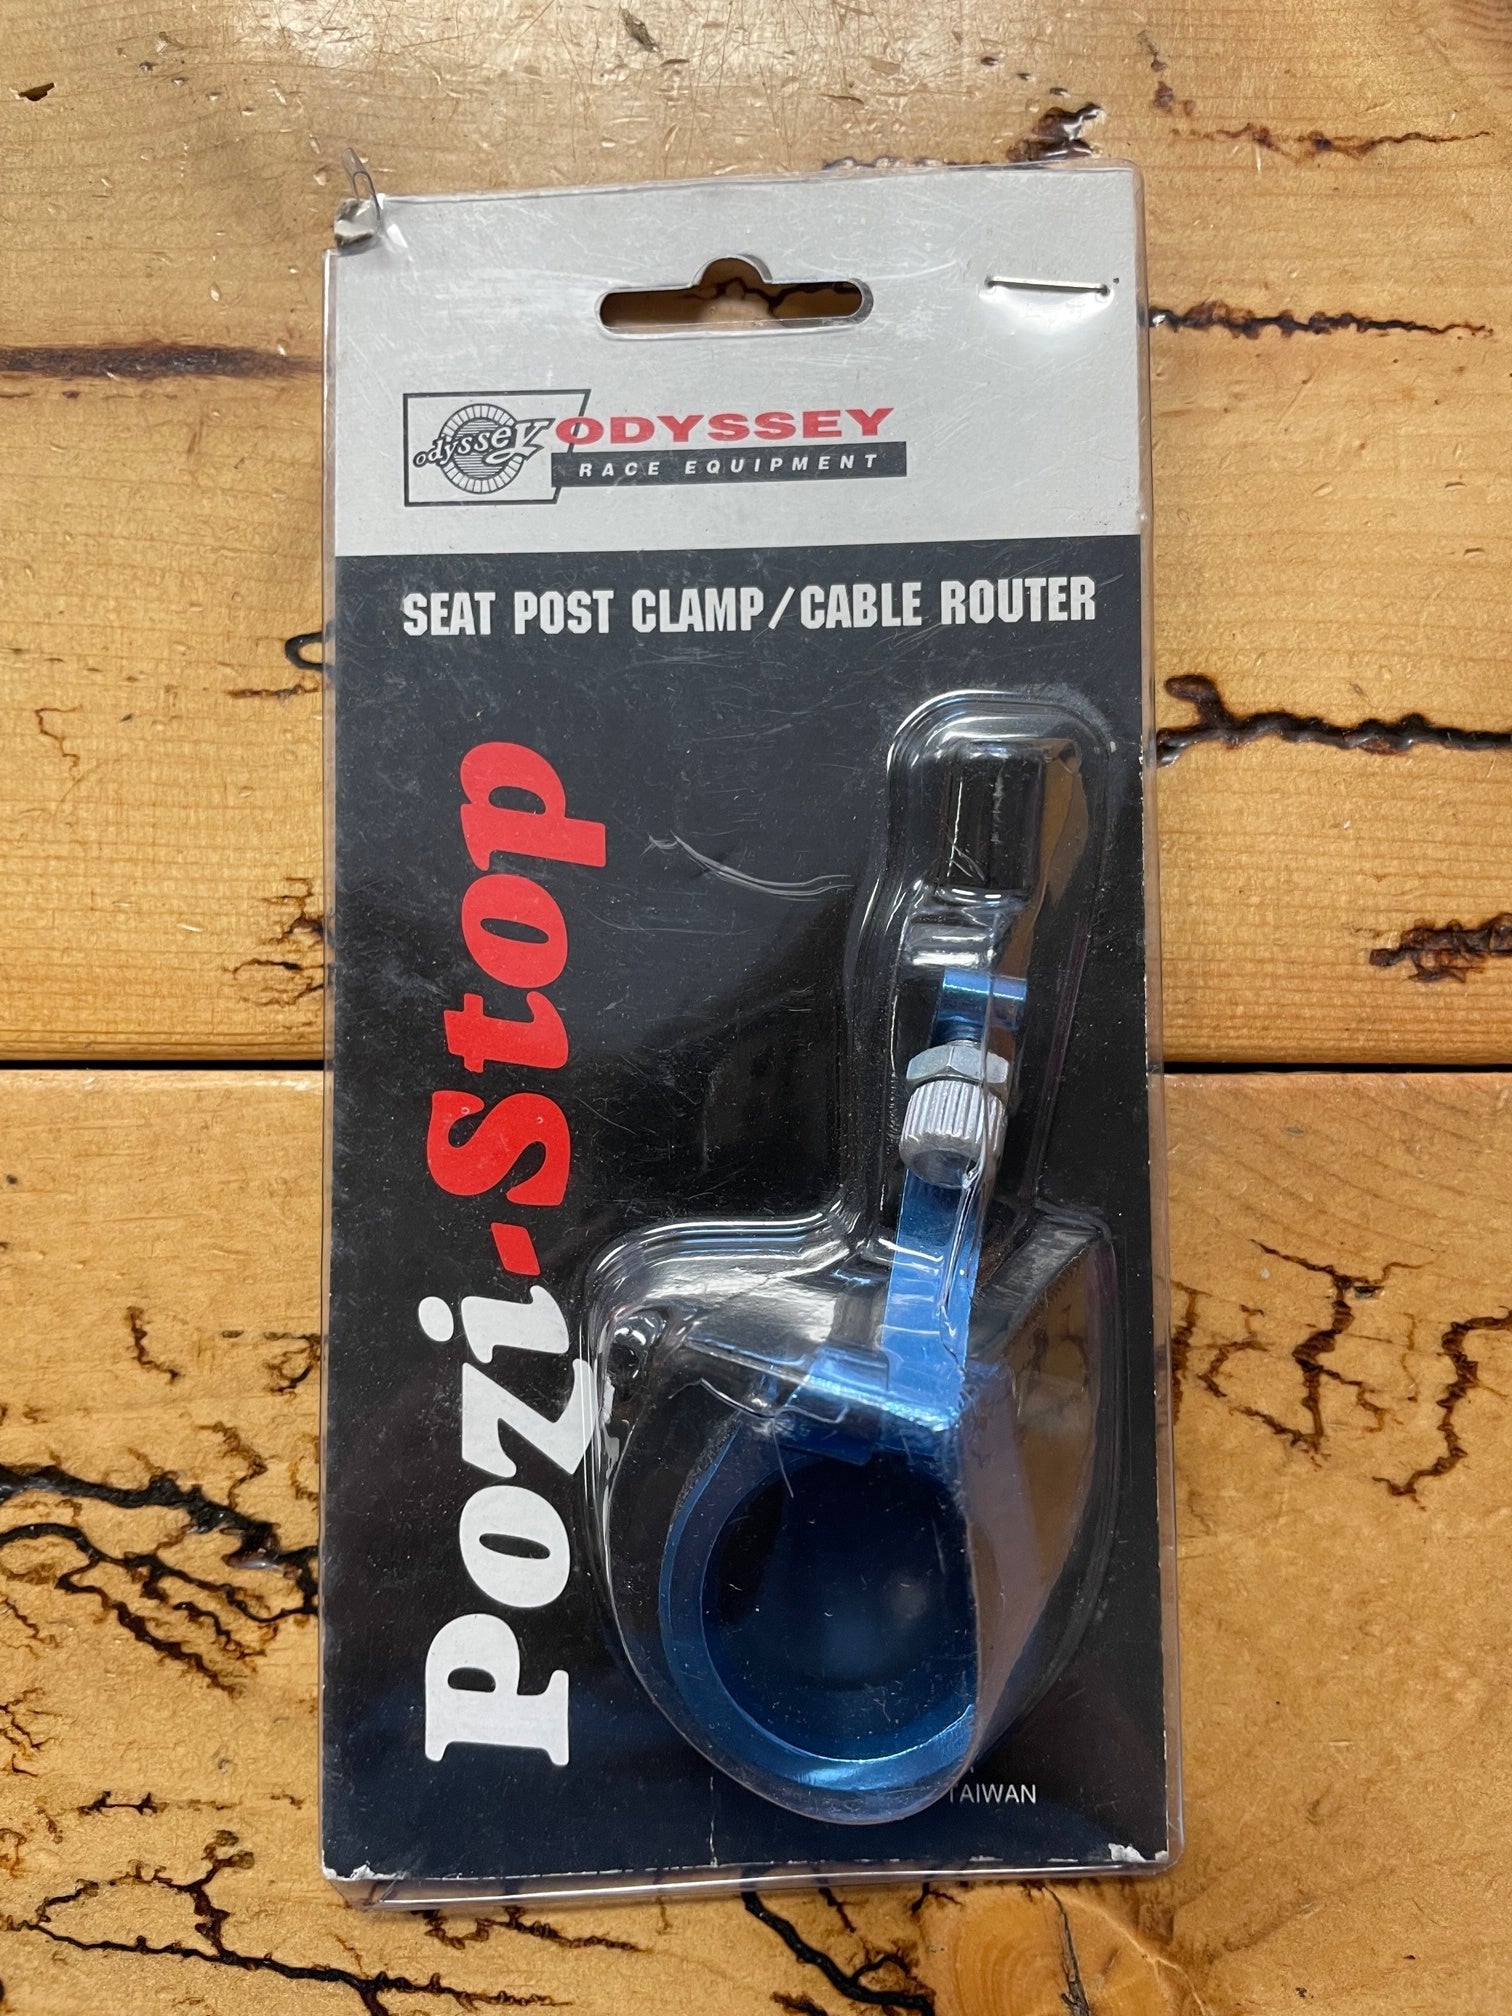 odyssey
ODYSSEY
RACE EQUIPMENT
SEAT POST CLAMP/CABLE ROUTER
Pozi-Stop
TAIWAN